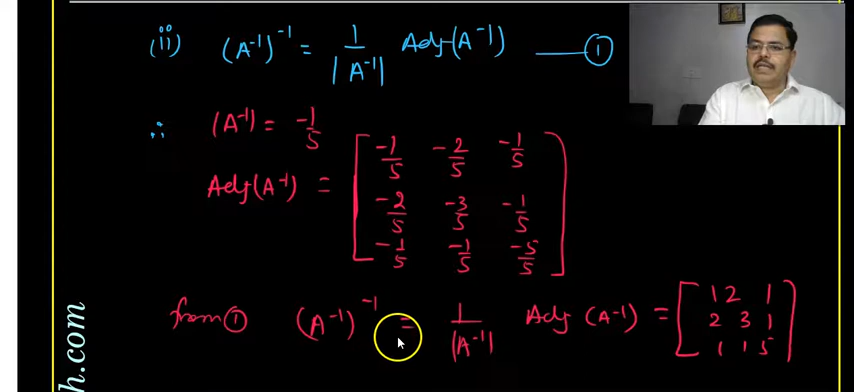 (ii) (A⁻¹)⁻¹ = 1/|A⁻¹| Adj(A⁻¹) —— ①
∴ (A⁻¹) = -1/5
Adj(A⁻¹) = [ -1/5 -2/5 -1/5
-2/5 -3/5 -1/5
-1/5 -1/5 -5/5 ]
from ① (A⁻¹)⁻¹ = 1/|A⁻¹| Adj (A⁻¹) = [ 1 2 1
2 3 1
1 1 5 ]
h.com